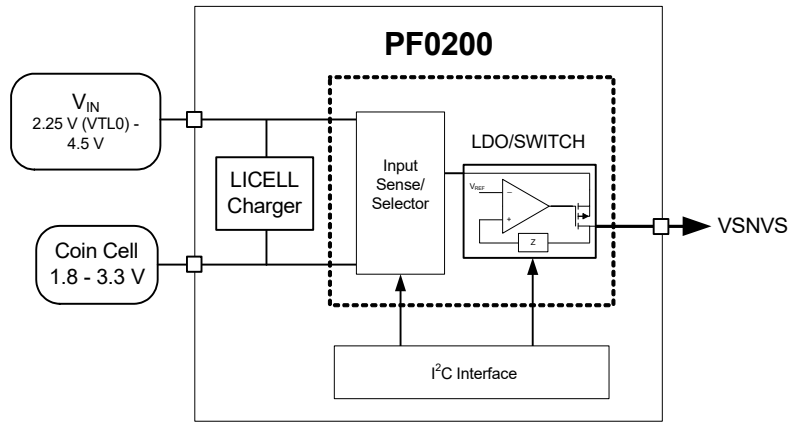 PF0200
V_IN
2.25 V (VTL0) -
4.5 V
LICELL
Charger
Coin Cell
1.8 - 3.3 V
Input
Sense/
Selector
LDO/SWITCH
V_REF
−
+
Z
VSNVS
I²C Interface